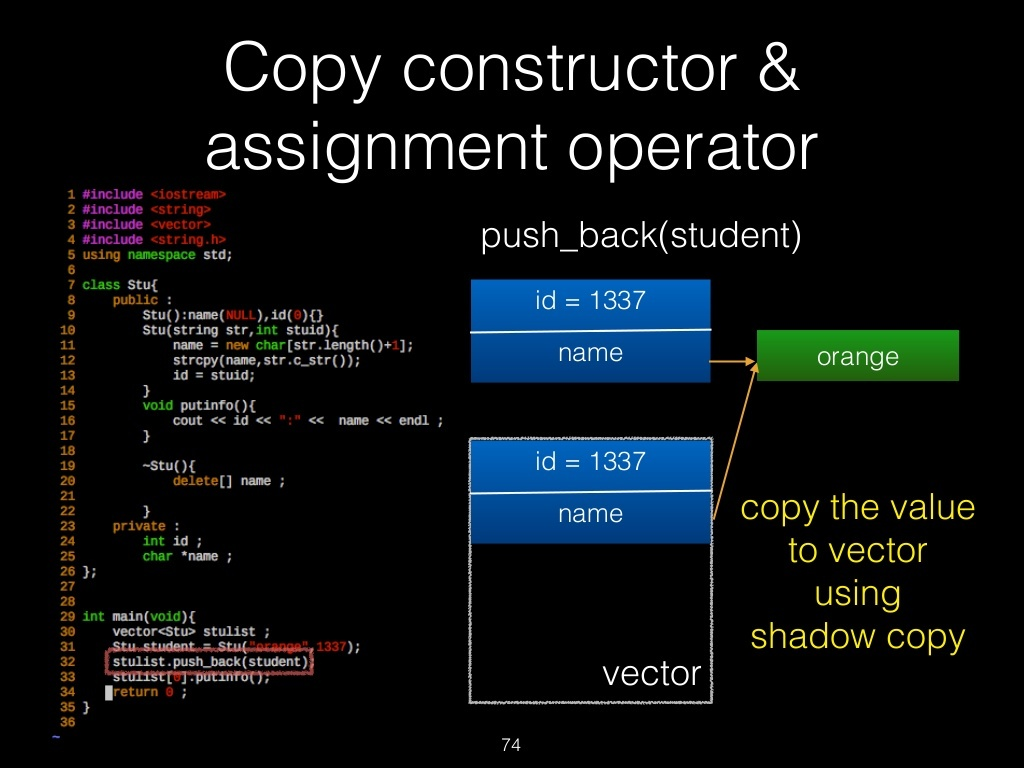 Copy constructor &
assignment operator
1 #include <iostream>
2 #include <string>
3 #include <vector>
4 #include <string.h>
5 using namespace std;
6
7 class Stu{
8     public :
9         Stu():name(NULL),id(0){}
10         Stu(string str,int stuid){
11             name = new char[str.length()+1];
12             strcpy(name,str.c_str());
13             id = stuid;
14         }
15         void putinfo(){
16             cout << id << ":" <<  name << endl ;
17         }
18
19         ~Stu(){
20             delete[] name ;
21
22         }
23     private :
24         int id ;
25         char *name ;
26 };
27
28
29 int main(void){
30     vector<Stu> stulist ;
31     Stu student = Stu("orange",1337);
32     stulist.push_back(student)
33     stulist[0].putinfo();
34     return 0 ;
35 }
36
~
push_back(student)
id = 1337
name
orange
id = 1337
name
vector
copy the value
to vector
using
shadow copy
74